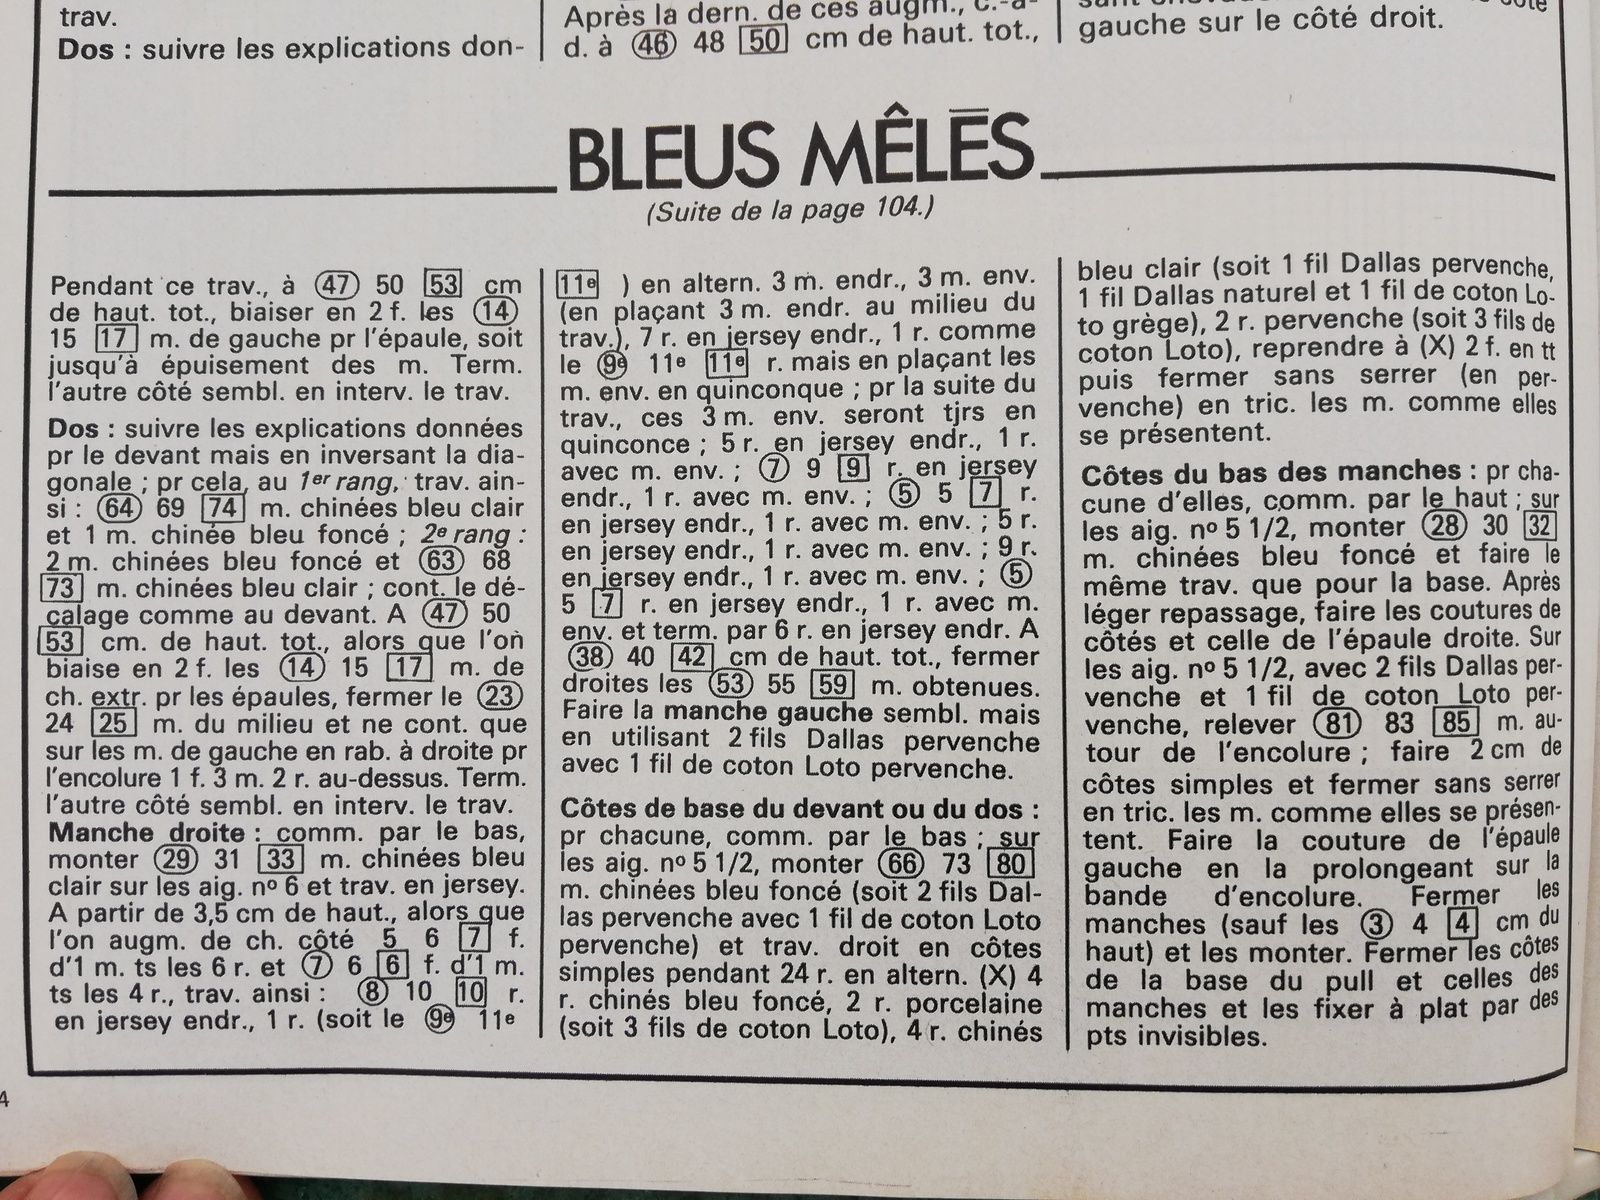 trav.
Dos : suivre les explications don-
Après la dern. de ces augm., c.-à-
d. à (46) 48 [50] cm de haut. tot.,
gauche sur le côté droit.
BLEUS MÊLÉS
(Suite de la page 104.)
Pendant ce trav., à (47) 50 [53] cm
de haut. tot., biaiser en 2 f. les (14)
15 [17] m. de gauche pr l'épaule, soit
jusqu'à épuisement des m. Term.
l'autre côté sembl. en interv. le trav.
Dos : suivre les explications données
pr le devant mais en inversant la dia-
gonale ; pr cela, au 1er rang, trav. ain-
si : (64) 69 [74] m. chinées bleu clair
et 1 m. chinée bleu foncé ; 2e rang :
2 m. chinées bleu foncé et (63) 68
[73] m. chinées bleu clair ; cont. le dé-
calage comme au devant. A (47) 50
[53] cm. de haut. tot., alors que l'on
biaise en 2 f. les (14) 15 [17] m. de
ch. extr. pr les épaules, fermer le (23)
24 [25] m. du milieu et ne cont. que
sur les m. de gauche en rab. à droite pr
l'encolure 1 f. 3 m. 2 r. au-dessus. Term.
l'autre côté sembl. en interv. le trav.
Manche droite : comm. par le bas,
monter (29) 31 [33] m. chinées bleu
clair sur les aig. nº 6 et trav. en jersey.
A partir de 3,5 cm de haut., alors que
l'on augm. de ch. côté 5 6 [7] f.
d'1 m. ts les 6 r. et (7) 6 [6] f. d'1 m.
ts les 4 r., trav. ainsi : (8) 10 [10] r.
en jersey endr., 1 r. (soit le (9e) 11e
[11e] ) en altern. 3 m. endr., 3 m. env.
(en plaçant 3 m. endr. au milieu du
trav.), 7 r. en jersey endr., 1 r. comme
le (9e) 11e [11e] r. mais en plaçant les
m. env. en quinconque ; pr la suite du
trav., ces 3 m. env. seront tjrs en
quinconce ; 5 r. en jersey endr., 1 r.
avec m. env. ; (7) 9 [9] r. en jersey
endr., 1 r. avec m. env. ; (5) 5 [7] r.
en jersey endr., 1 r. avec m. env. ; 5 r.
en jersey endr., 1 r. avec m. env. ; 9 r.
en jersey endr., 1 r. avec m. env. ; (5)
5 [7] r. en jersey endr., 1 r. avec m.
env. et term. par 6 r. en jersey endr. A
(38) 40 [42] cm de haut. tot., fermer
droites les (53) 55 [59] m. obtenues.
Faire la manche gauche sembl. mais
en utilisant 2 fils Dallas pervenche
avec 1 fil de coton Loto pervenche.
Côtes de base du devant ou du dos :
pr chacune, comm. par le bas ; sur
les aig. nº 5 1/2, monter (66) 73 [80]
m. chinées bleu foncé (soit 2 fils Dal-
las pervenche avec 1 fil de coton Loto
pervenche) et trav. droit en côtes
simples pendant 24 r. en altern. (X) 4
r. chinés bleu foncé, 2 r. porcelaine
(soit 3 fils de coton Loto), 4 r. chinés
bleu clair (soit 1 fil Dallas pervenche,
1 fil Dallas naturel et 1 fil de coton Lo-
to grège), 2 r. pervenche (soit 3 fils de
coton Loto), reprendre à (X) 2 f. en tt
puis fermer sans serrer (en per-
venche) en tric. les m. comme elles
se présentent.
Côtes du bas des manches : pr cha-
cune d'elles, comm. par le haut ; sur
les aig. nº 5 1/2, monter (28) 30 [32]
m. chinées bleu foncé et faire le
même trav. que pour la base. Après
léger repassage, faire les coutures de
côtés et celle de l'épaule droite. Sur
les aig. nº 5 1/2, avec 2 fils Dallas per-
venche et 1 fil de coton Loto per-
venche, relever (81) 83 [85] m. au-
tour de l'encolure ; faire 2 cm de
côtes simples et fermer sans serrer
en tric. les m. comme elles se présen-
tent. Faire la couture de l'épaule
gauche en la prolongeant sur la
bande d'encolure. Fermer les
manches (sauf les (3) 4 [4] cm du
haut) et les monter. Fermer les côtes
de la base du pull et celles des
manches et les fixer à plat par des
pts invisibles.
4